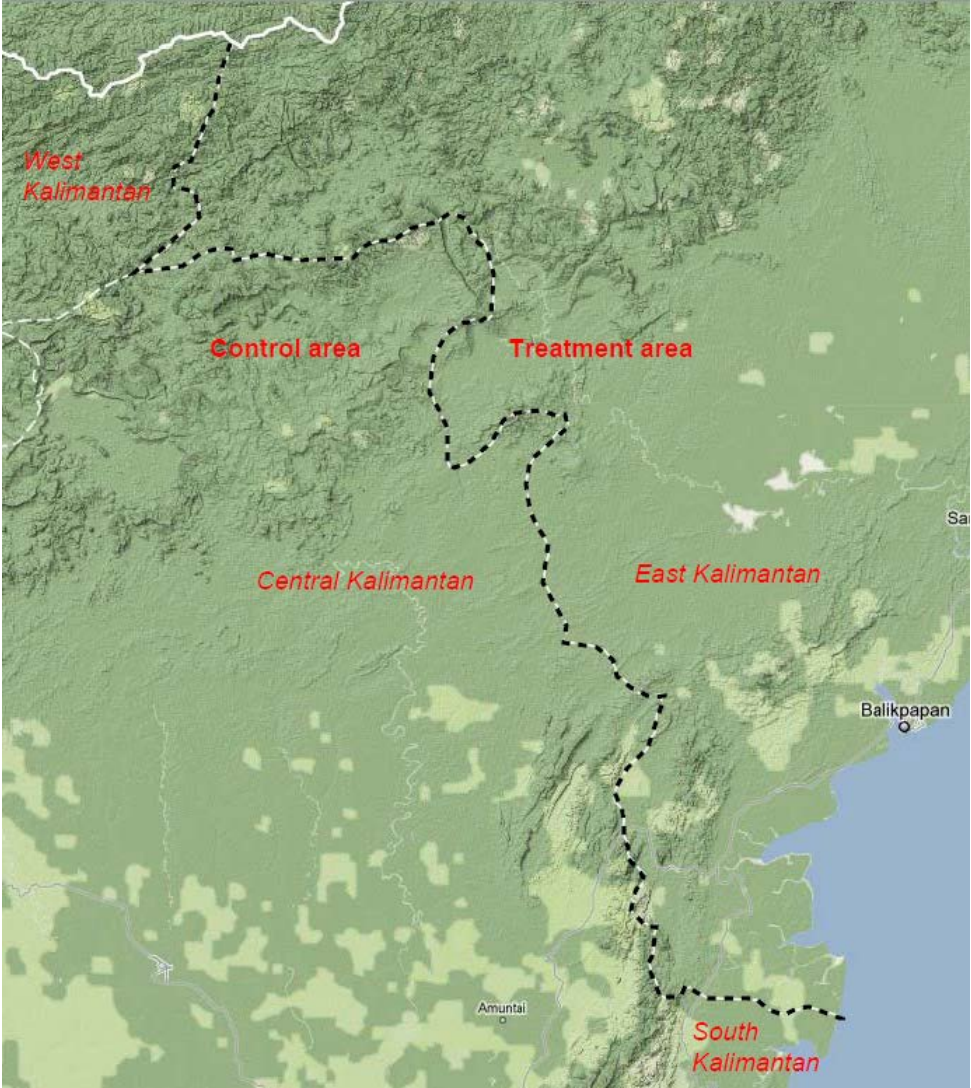 West
Kalimantan
Control area
Treatment area
Central Kalimantan
East Kalimantan
Balikpapan
Amuntai
South
Kalimantan